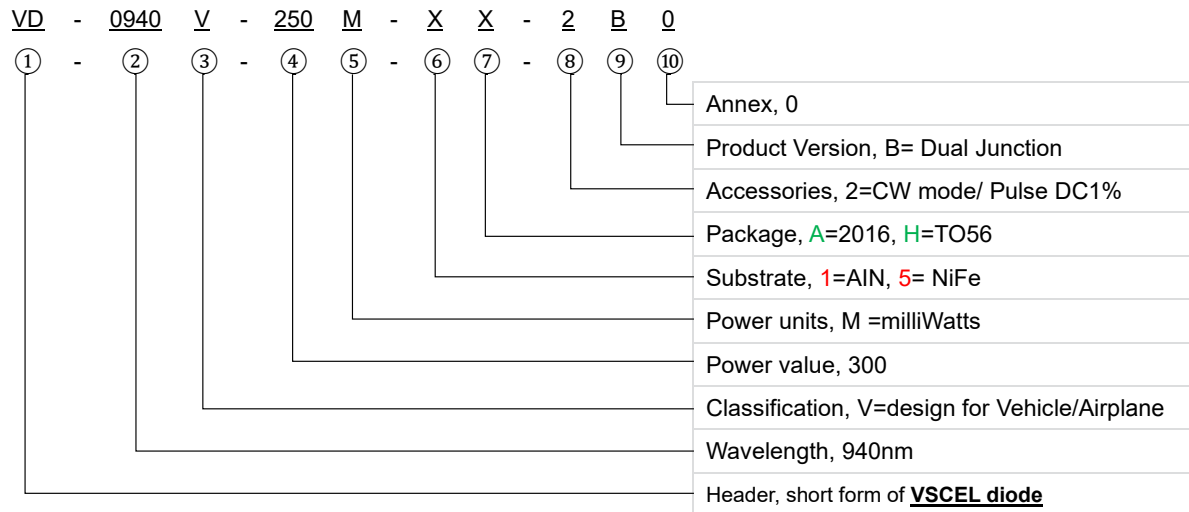 VD - 0940 V - 250 M - X X - 2 B 0
① - ② ③ - ④ ⑤ - ⑥ ⑦ - ⑧ ⑨ ⑩
Annex, 0
Product Version, B= Dual Junction
Accessories, 2=CW mode/ Pulse DC1%
Package, A=2016, H=TO56
Substrate, 1=AIN, 5= NiFe
Power units, M =milliWatts
Power value, 300
Classification, V=design for Vehicle/Airplane
Wavelength, 940nm
Header, short form of VSCEL diode